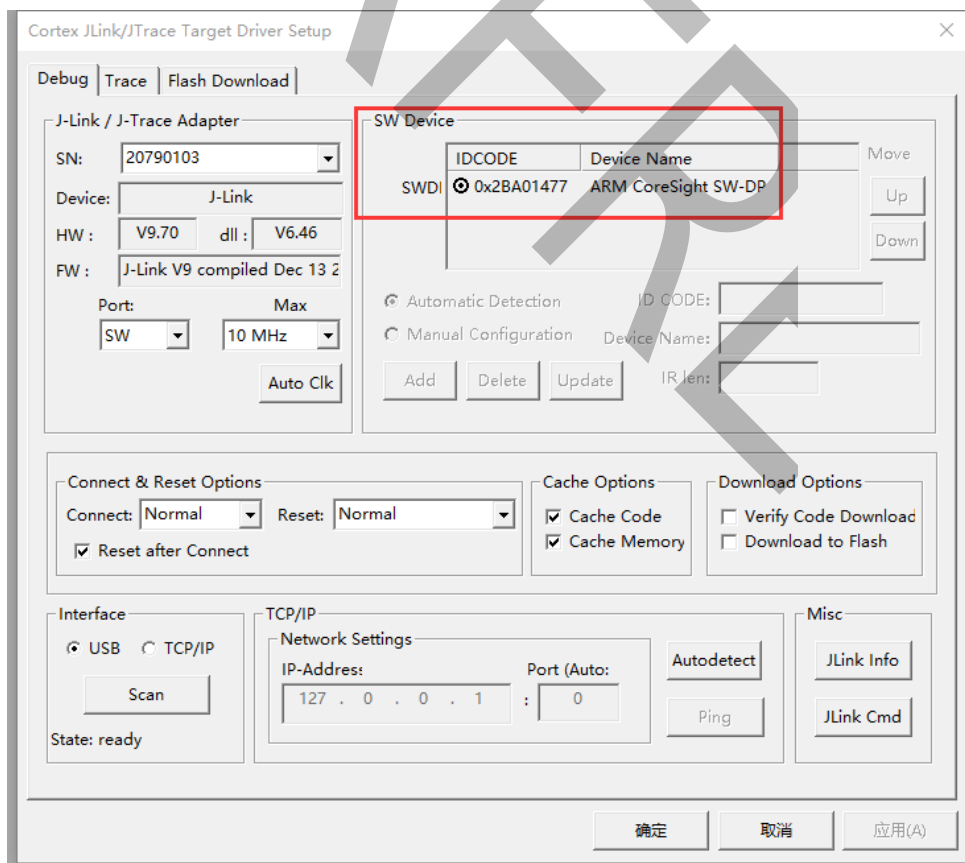 Cortex JLink/JTrace Target Driver Setup
Debug Trace Flash Download
J-Link / J-Trace Adapter
SN: 20790103
Device: J-Link
HW : V9.70 dll : V6.46
FW : J-Link V9 compiled Dec 13 2
Port: Max
SW 10 MHz
Auto Clk
SW Device
IDCODE Device Name
SWDI 0x2BA01477 ARM CoreSight SW-DP
Move
Up
Down
Automatic Detection ID CODE:
Manual Configuration Device Name:
Add Delete Update IR len:
Connect & Reset Options
Connect: Normal Reset: Normal
Reset after Connect
Cache Options
Cache Code
Cache Memory
Download Options
Verify Code Download
Download to Flash
Interface
USB TCP/IP
Scan
State: ready
TCP/IP
Network Settings
IP-Address Port (Auto:
127 . 0 . 0 . 1 : 0
Autodetect
Ping
Misc
JLink Info
JLink Cmd
确定 取消 应用(A)